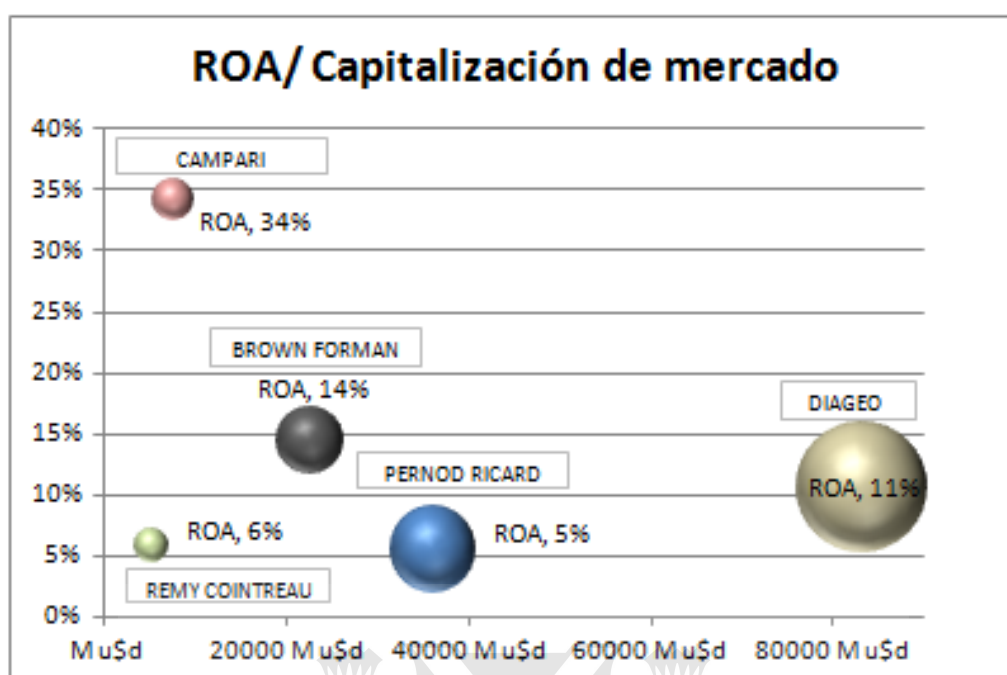 ROA/ Capitalización de mercado
40%
CAMPARI
35%
ROA, 34%
30%
25%
BROWN FORMAN
20%
ROA, 14%
DIAGEO
15%
PERNOD RICARD
10%
ROA, 11%
ROA, 6%
ROA, 5%
5%
REMY COINTREAU
0%
M u$d 20000 M u$d 40000 M u$d 60000 M u$d 80000 M u$d